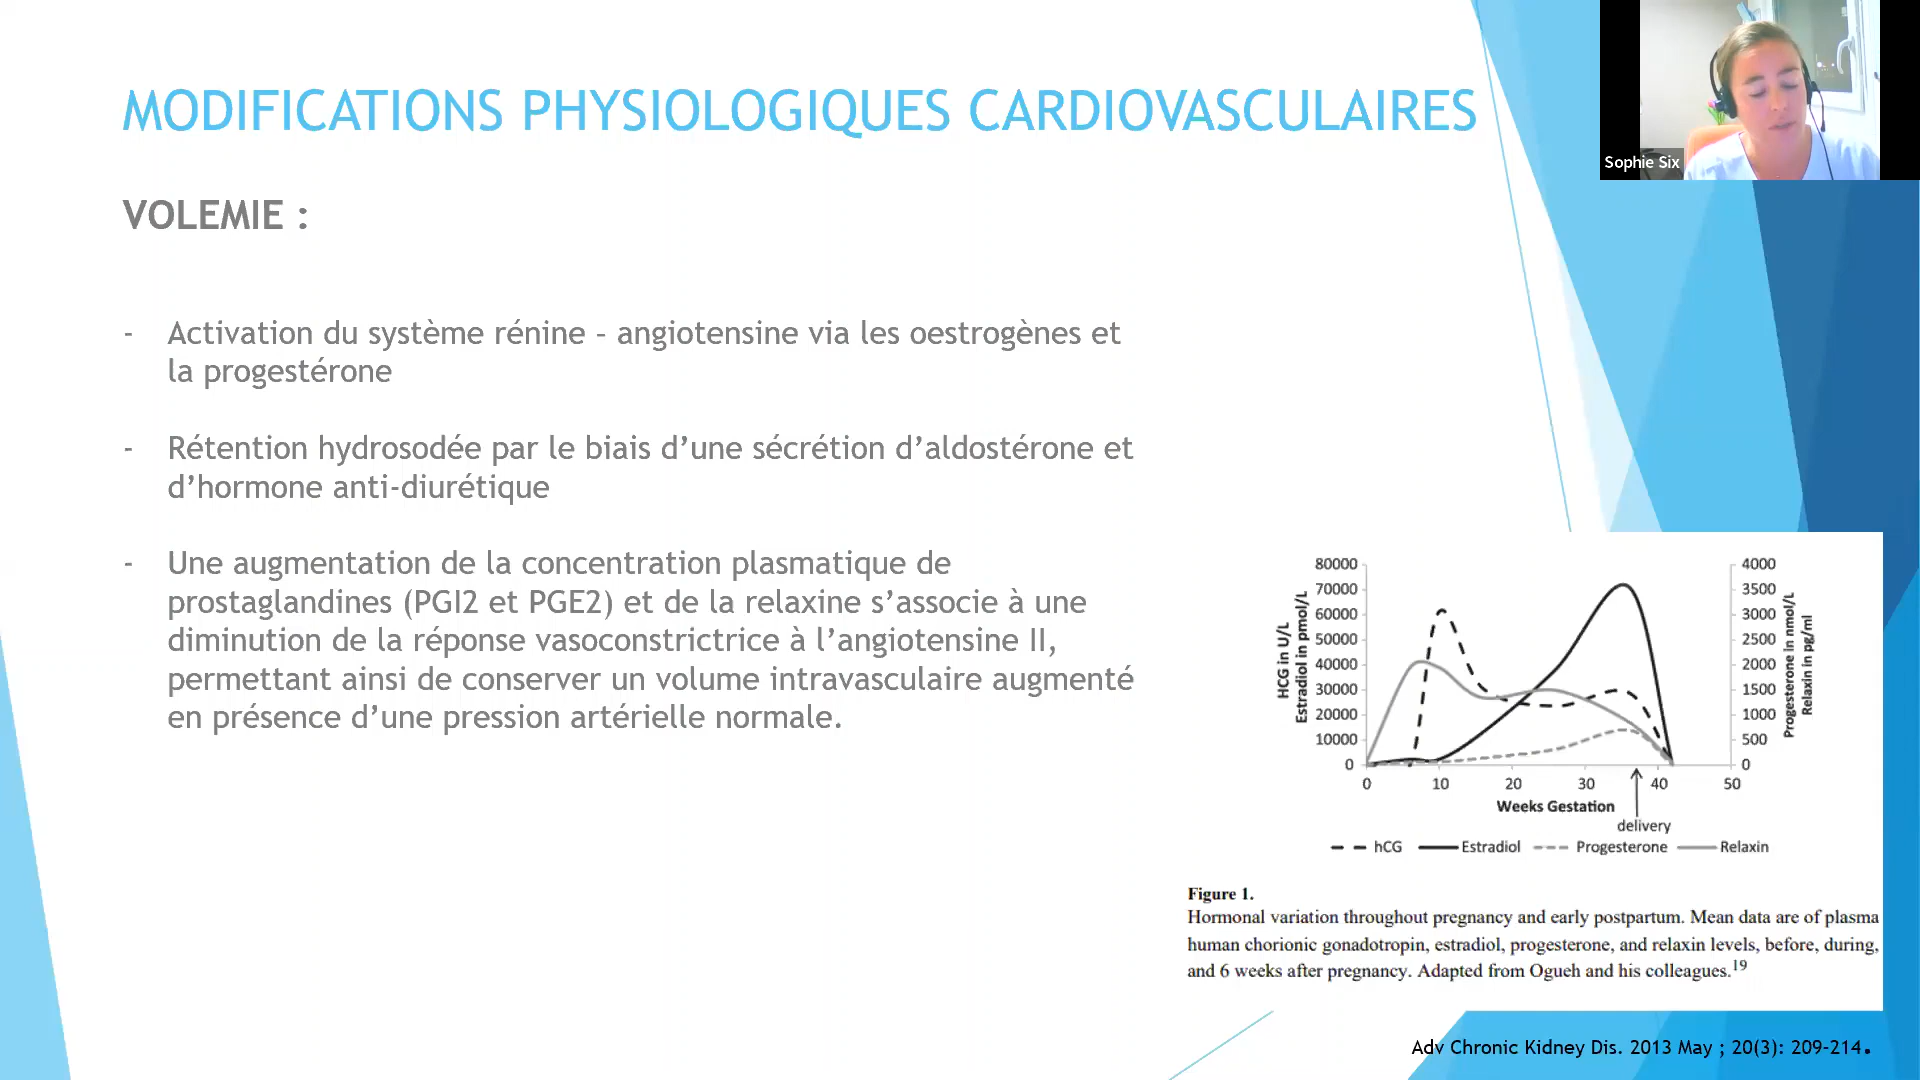 MODIFICATIONS PHYSIOLOGIQUES CARDIOVASCULAIRES
Sophie Six
VOLEMIE :
- Activation du système rénine – angiotensine via les oestrogènes et
la progestérone
- Rétention hydrosodée par le biais d’une sécrétion d’aldostérone et
d’hormone anti-diurétique
- Une augmentation de la concentration plasmatique de
prostaglandines (PGI2 et PGE2) et de la relaxine s’associe à une
diminution de la réponse vasoconstrictrice à l’angiotensine II,
permettant ainsi de conserver un volume intravasculaire augmenté
en présence d’une pression artérielle normale.
HCG in U/L
Estradiol in pmol/L
80000
70000
60000
50000
40000
30000
20000
10000
0
4000
3500
3000
2500
2000
1500
1000
500
0
Progesterone in nmol/L
Relaxin in pg/ml
0 10 20 30 40 50
Weeks Gestation
delivery
hCG Estradiol Progesterone Relaxin
Figure 1.
Hormonal variation throughout pregnancy and early postpartum. Mean data are of plasma
human chorionic gonadotropin, estradiol, progesterone, and relaxin levels, before, during,
and 6 weeks after pregnancy. Adapted from Ogueh and his colleagues.19
Adv Chronic Kidney Dis. 2013 May ; 20(3): 209–214.